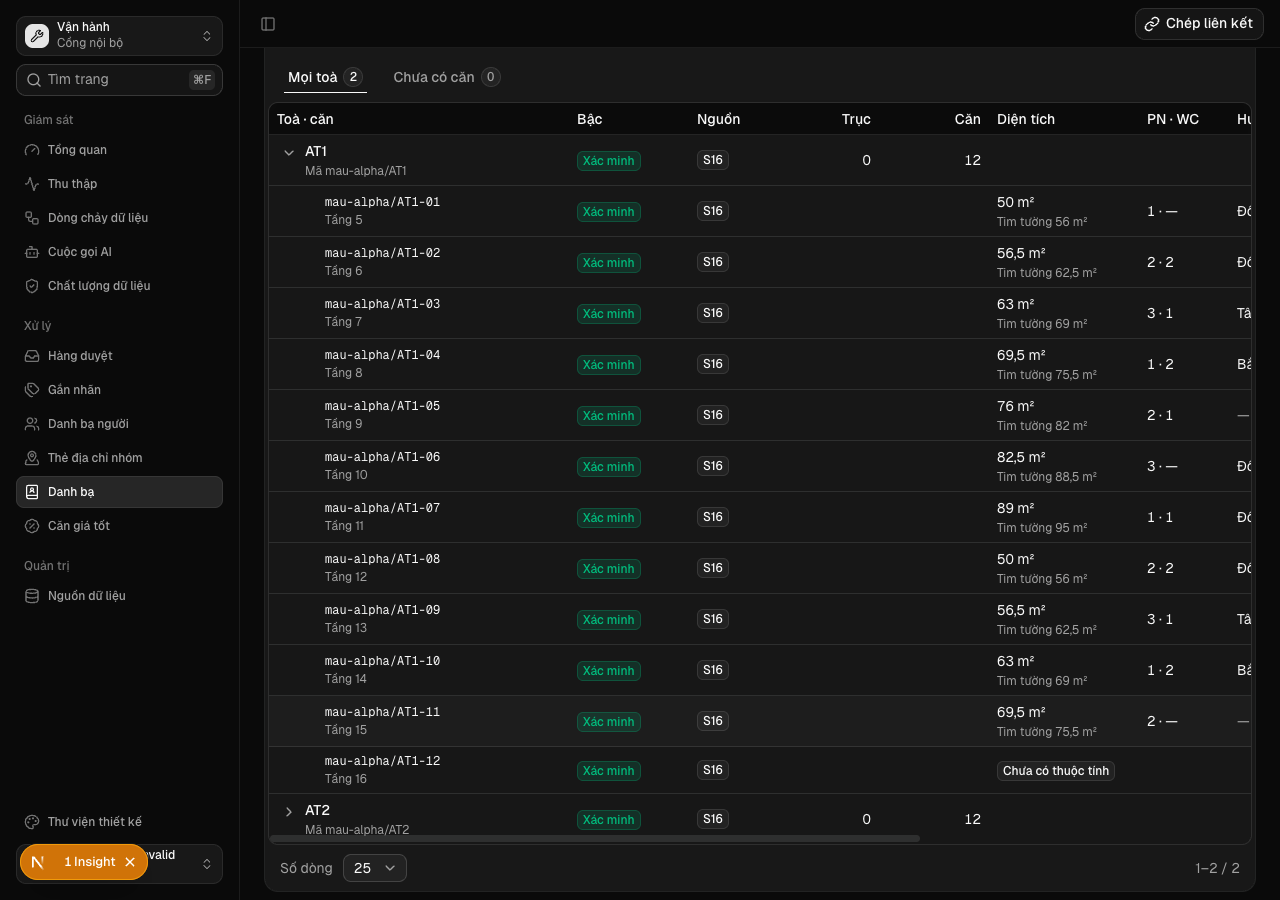 Vận hành
Cổng nội bộ
Tìm trang
⌘F
Giám sát
Tổng quan
Thu thập
Dòng chảy dữ liệu
Cuộc gọi AI
Chất lượng dữ liệu
Xử lý
Hàng duyệt
Gắn nhãn
Danh bạ người
Thẻ địa chỉ nhóm
Danh bạ
Căn giá tốt
Quản trị
Nguồn dữ liệu
Thư viện thiết kế
1 Insight
Chép liên kết
Mọi toà 2
Chưa có căn 0
Toà · căn Bậc Nguồn Trục Căn Diện tích PN · WC
AT1 Xác minh S16 0 12
Mã mau-alpha/AT1
mau-alpha/AT1-01 Xác minh S16 50 m² 1 · —
Tầng 5 Tim tường 56 m²
mau-alpha/AT1-02 Xác minh S16 56,5 m² 2 · 2
Tầng 6 Tim tường 62,5 m²
mau-alpha/AT1-03 Xác minh S16 63 m² 3 · 1
Tầng 7 Tim tường 69 m²
mau-alpha/AT1-04 Xác minh S16 69,5 m² 1 · 2
Tầng 8 Tim tường 75,5 m²
mau-alpha/AT1-05 Xác minh S16 76 m² 2 · 1 —
Tầng 9 Tim tường 82 m²
mau-alpha/AT1-06 Xác minh S16 82,5 m² 3 · —
Tầng 10 Tim tường 88,5 m²
mau-alpha/AT1-07 Xác minh S16 89 m² 1 · 1
Tầng 11 Tim tường 95 m²
mau-alpha/AT1-08 Xác minh S16 50 m² 2 · 2
Tầng 12 Tim tường 56 m²
mau-alpha/AT1-09 Xác minh S16 56,5 m² 3 · 1
Tầng 13 Tim tường 62,5 m²
mau-alpha/AT1-10 Xác minh S16 63 m² 1 · 2
Tầng 14 Tim tường 69 m²
mau-alpha/AT1-11 Xác minh S16 69,5 m² 2 · — —
Tầng 15 Tim tường 75,5 m²
mau-alpha/AT1-12 Xác minh S16 Chưa có thuộc tính
Tầng 16
AT2 Xác minh S16 0 12
Mã mau-alpha/AT2
Số dòng 25 1–2 / 2